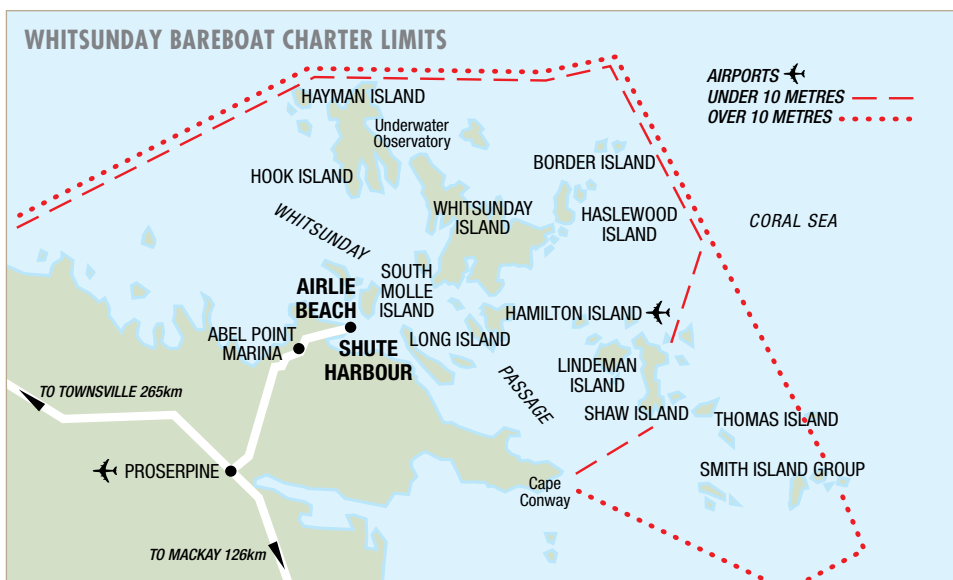 WHITSUNDAY BAREBOAT CHARTER LIMITS
AIRPORTS
UNDER 10 METRES
OVER 10 METRES
HAYMAN ISLAND
Underwater
Observatory
HOOK ISLAND
BORDER ISLAND
WHITSUNDAY
WHITSUNDAY
ISLAND
HASLEWOOD
ISLAND
CORAL SEA
SOUTH
MOLLE
ISLAND
AIRLIE
BEACH
HAMILTON ISLAND
ABEL POINT
MARINA
SHUTE
HARBOUR
LONG ISLAND
PASSAGE
LINDEMAN
ISLAND
SHAW ISLAND
THOMAS ISLAND
TO TOWNSVILLE 265km
PROSERPINE
Cape
Conway
SMITH ISLAND GROUP
TO MACKAY 126km